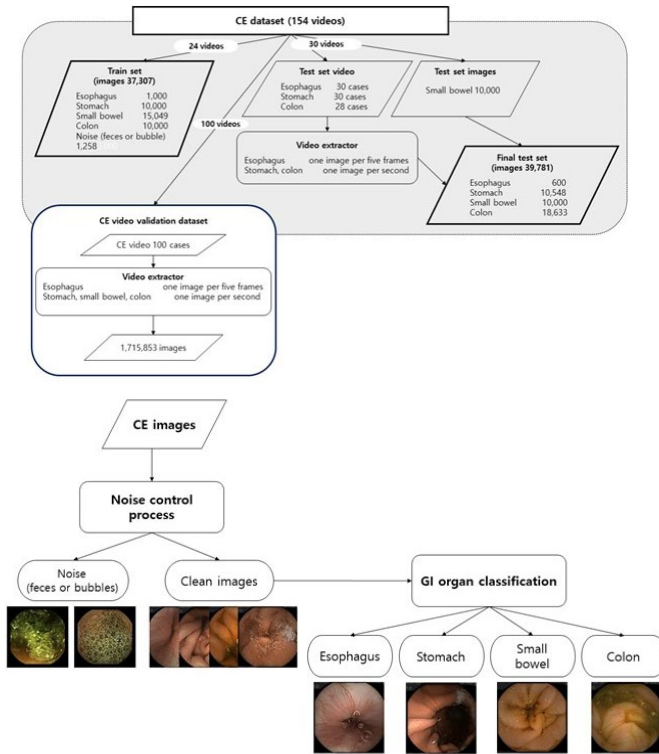 CE dataset (154 videos)
24 videos
30 videos
100 videos
Train set
(images 37,307)
Esophagus 1,000
Stomach 10,000
Small bowel 15,049
Colon 10,000
Noise (feces or bubble)
1,258
Test set video
Esophagus 30 cases
Stomach 30 cases
Colon 28 cases
Test set images
Small bowel 10,000
Video extractor
Esophagus one image per five frames
Stomach, colon one image per second
Final test set
(images 39,781)
Esophagus 600
Stomach 10,548
Small bowel 10,000
Colon 18,633
CE video validation dataset
CE video 100 cases
Video extractor
Esophagus one image per five frames
Stomach, small bowel, colon one image per second
1,715,853 images
CE images
Noise control
process
Noise
(feces or bubbles)
Clean images
GI organ classification
Esophagus
Stomach
Small
bowel
Colon